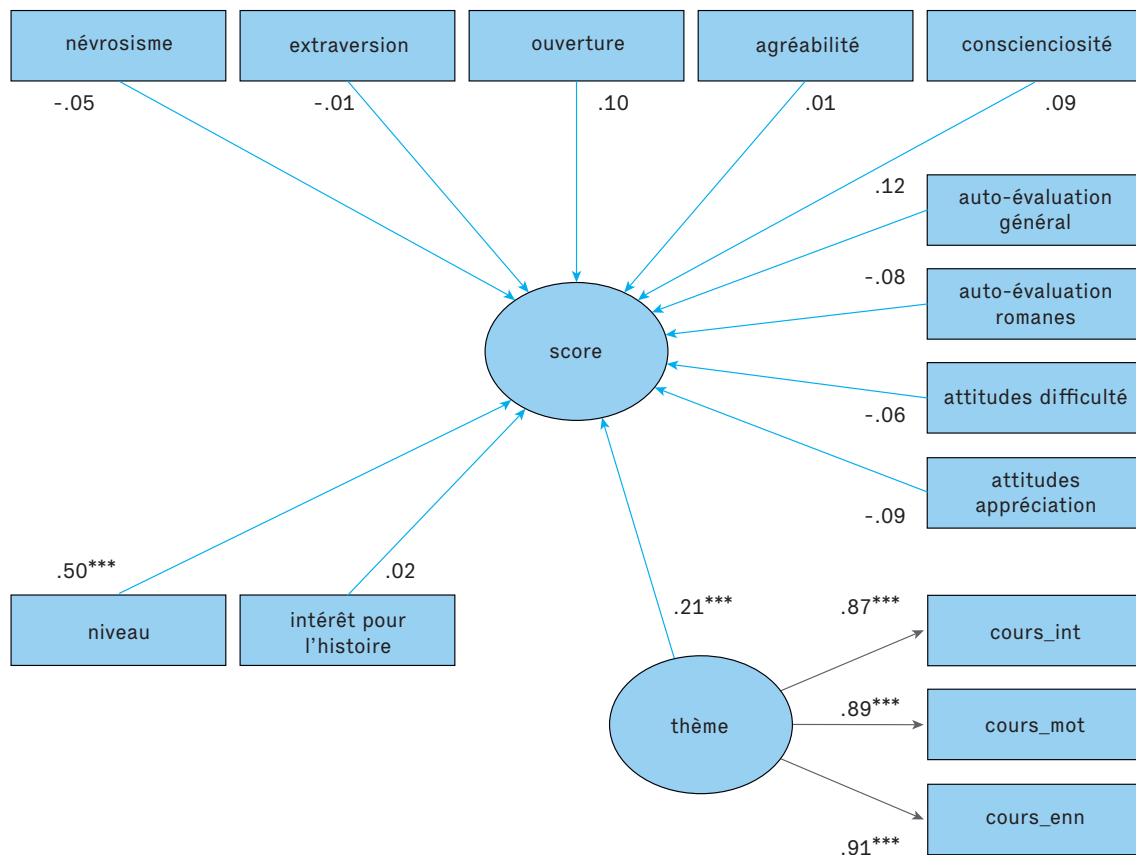 névrosisme
extraversion
ouverture
agréabilité
conscienciosité
-.05
-.01
.10
.01
.09
.12
auto-évaluation
général
-.08
auto-évaluation
romanes
score
attitudes difficulté
-.06
attitudes
appréciation
-.09
.50***
.02
niveau
intérêt pour
l'histoire
.21***
.87***
cours_int
thème
.89***
cours_mot
cours_enn
.91***